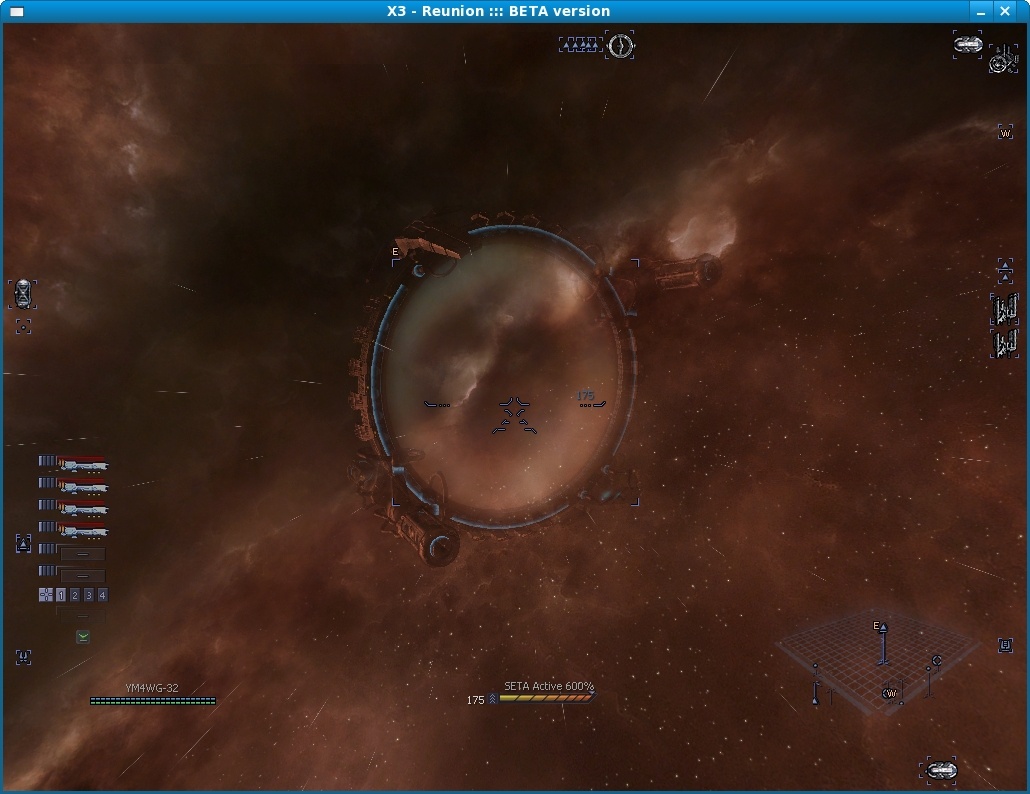 X3 - Reunion ::: BETA version
W
E
175
1 2 3 4
E
W
YM4WG-32
SETA Active 600%
175